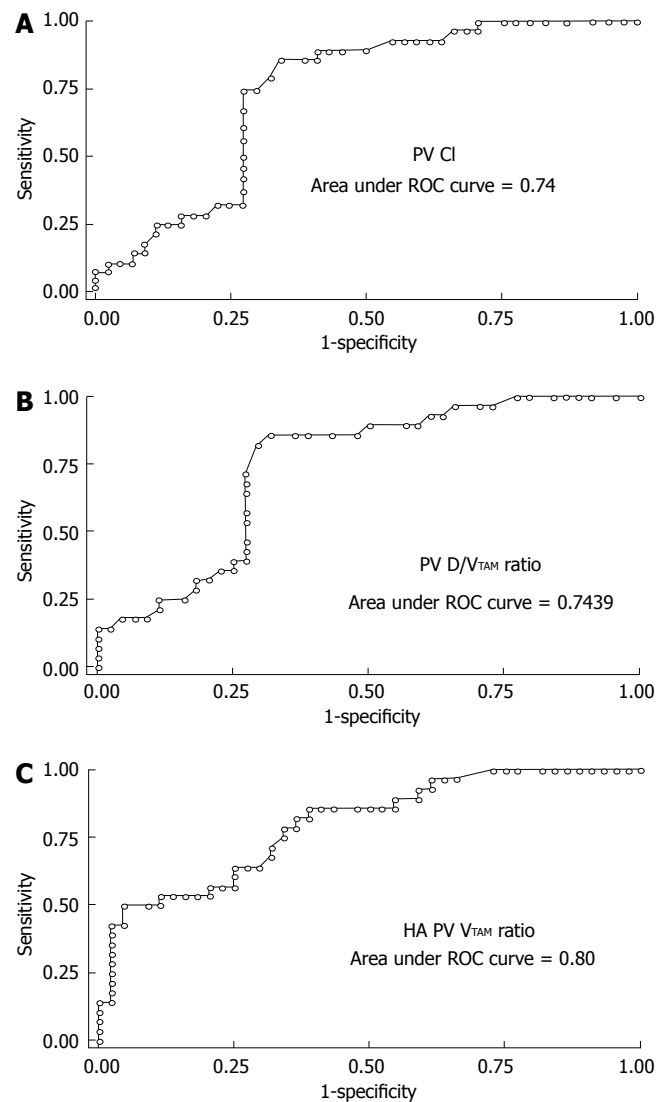 A
1.00
0.75
0.50
0.25
0.00
Sensitivity
PV CI
Area under ROC curve = 0.74
0.00 0.25 0.50 0.75 1.00
1-specificity
B
1.00
0.75
0.50
0.25
0.00
Sensitivity
PV D/VTAM ratio
Area under ROC curve = 0.7439
0.00 0.25 0.50 0.75 1.00
1-specificity
C
1.00
0.75
0.50
0.25
0.00
Sensitivity
HA PV VTAM ratio
Area under ROC curve = 0.80
0.00 0.25 0.50 0.75 1.00
1-specificity